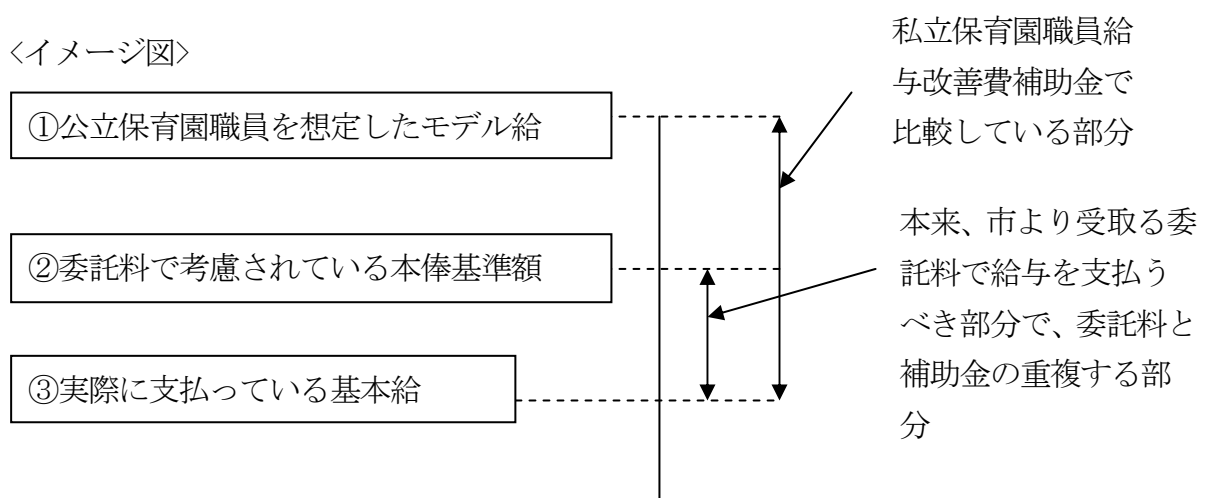 <イメージ図>
①公立保育園職員を想定したモデル給
②委託料で考慮されている本俸基準額
③実際に支払っている基本給
私立保育園職員給
与改善費補助金で
比較している部分
本来、市より受取る委
託料で給与を支払う
べき部分で、委託料と
補助金の重複する部
分